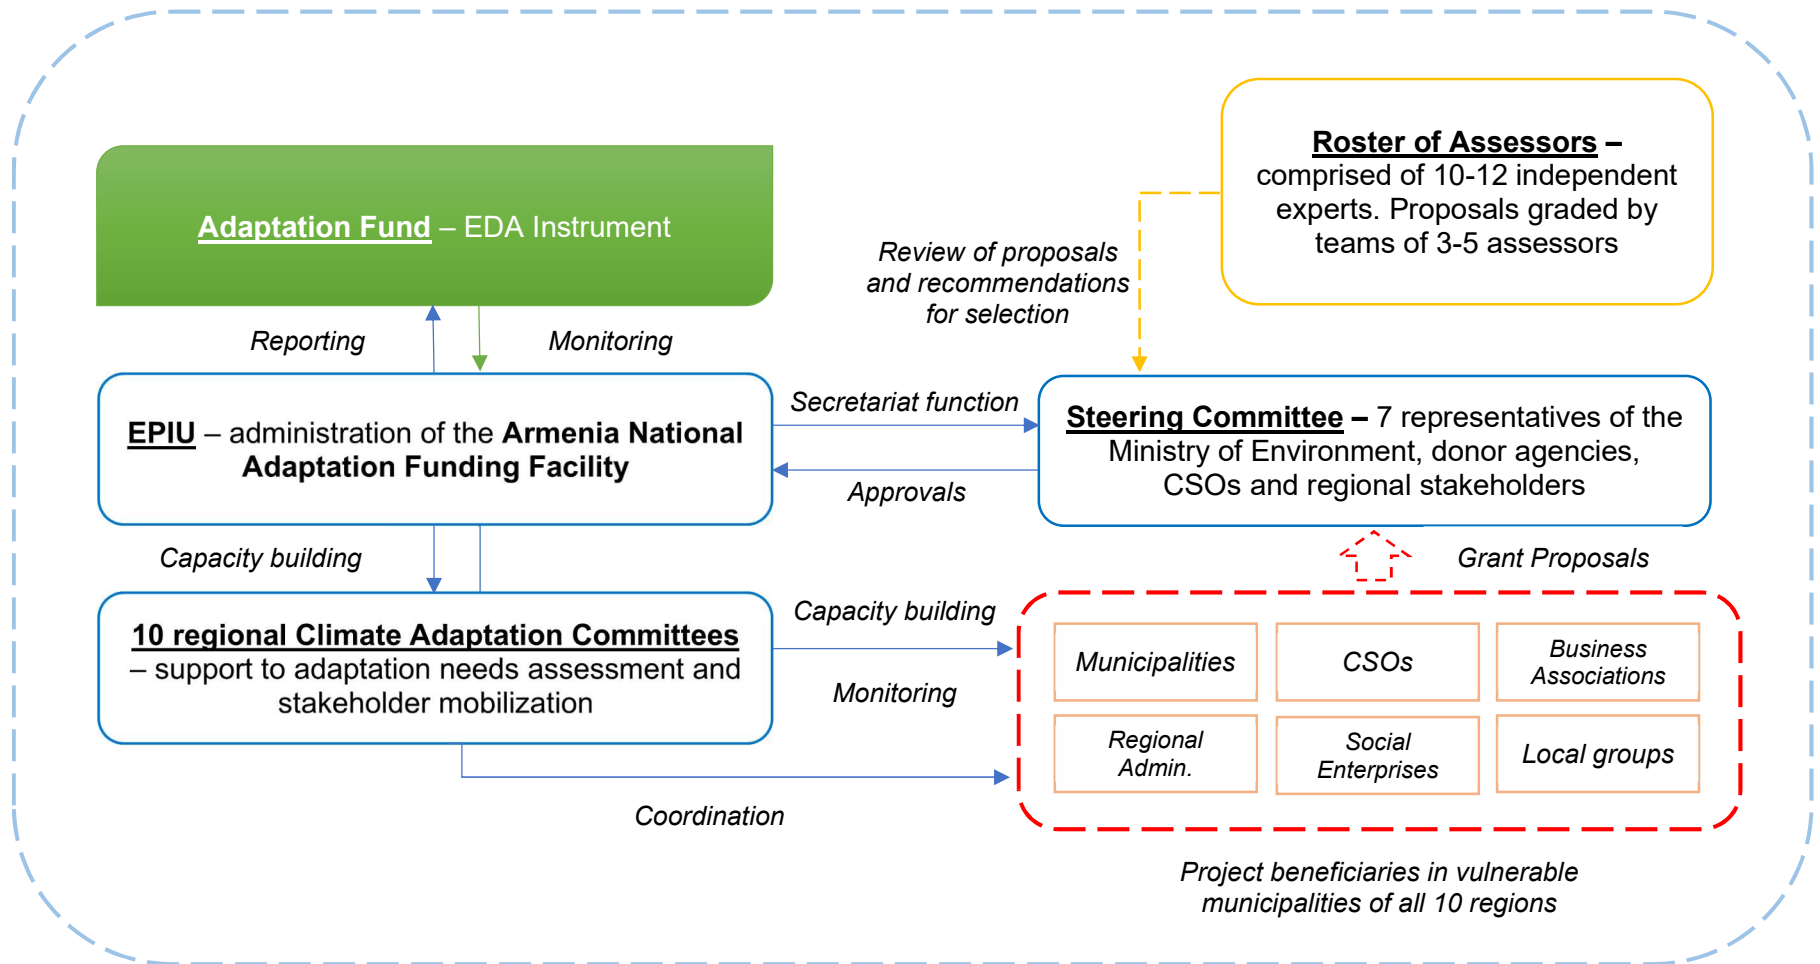 Adaptation Fund – EDA Instrument
Roster of Assessors –
comprised of 10-12 independent
experts. Proposals graded by
teams of 3-5 assessors
Review of proposals
and recommendations
for selection
Reporting
Monitoring
EPIU – administration of the Armenia National
Adaptation Funding Facility
Secretariat function
Approvals
Steering Committee – 7 representatives of the
Ministry of Environment, donor agencies,
CSOs and regional stakeholders
Capacity building
Grant Proposals
10 regional Climate Adaptation Committees
– support to adaptation needs assessment and
stakeholder mobilization
Capacity building
Monitoring
Coordination
Municipalities
CSOs
Business
Associations
Regional
Admin.
Social
Enterprises
Local groups
Project beneficiaries in vulnerable
municipalities of all 10 regions